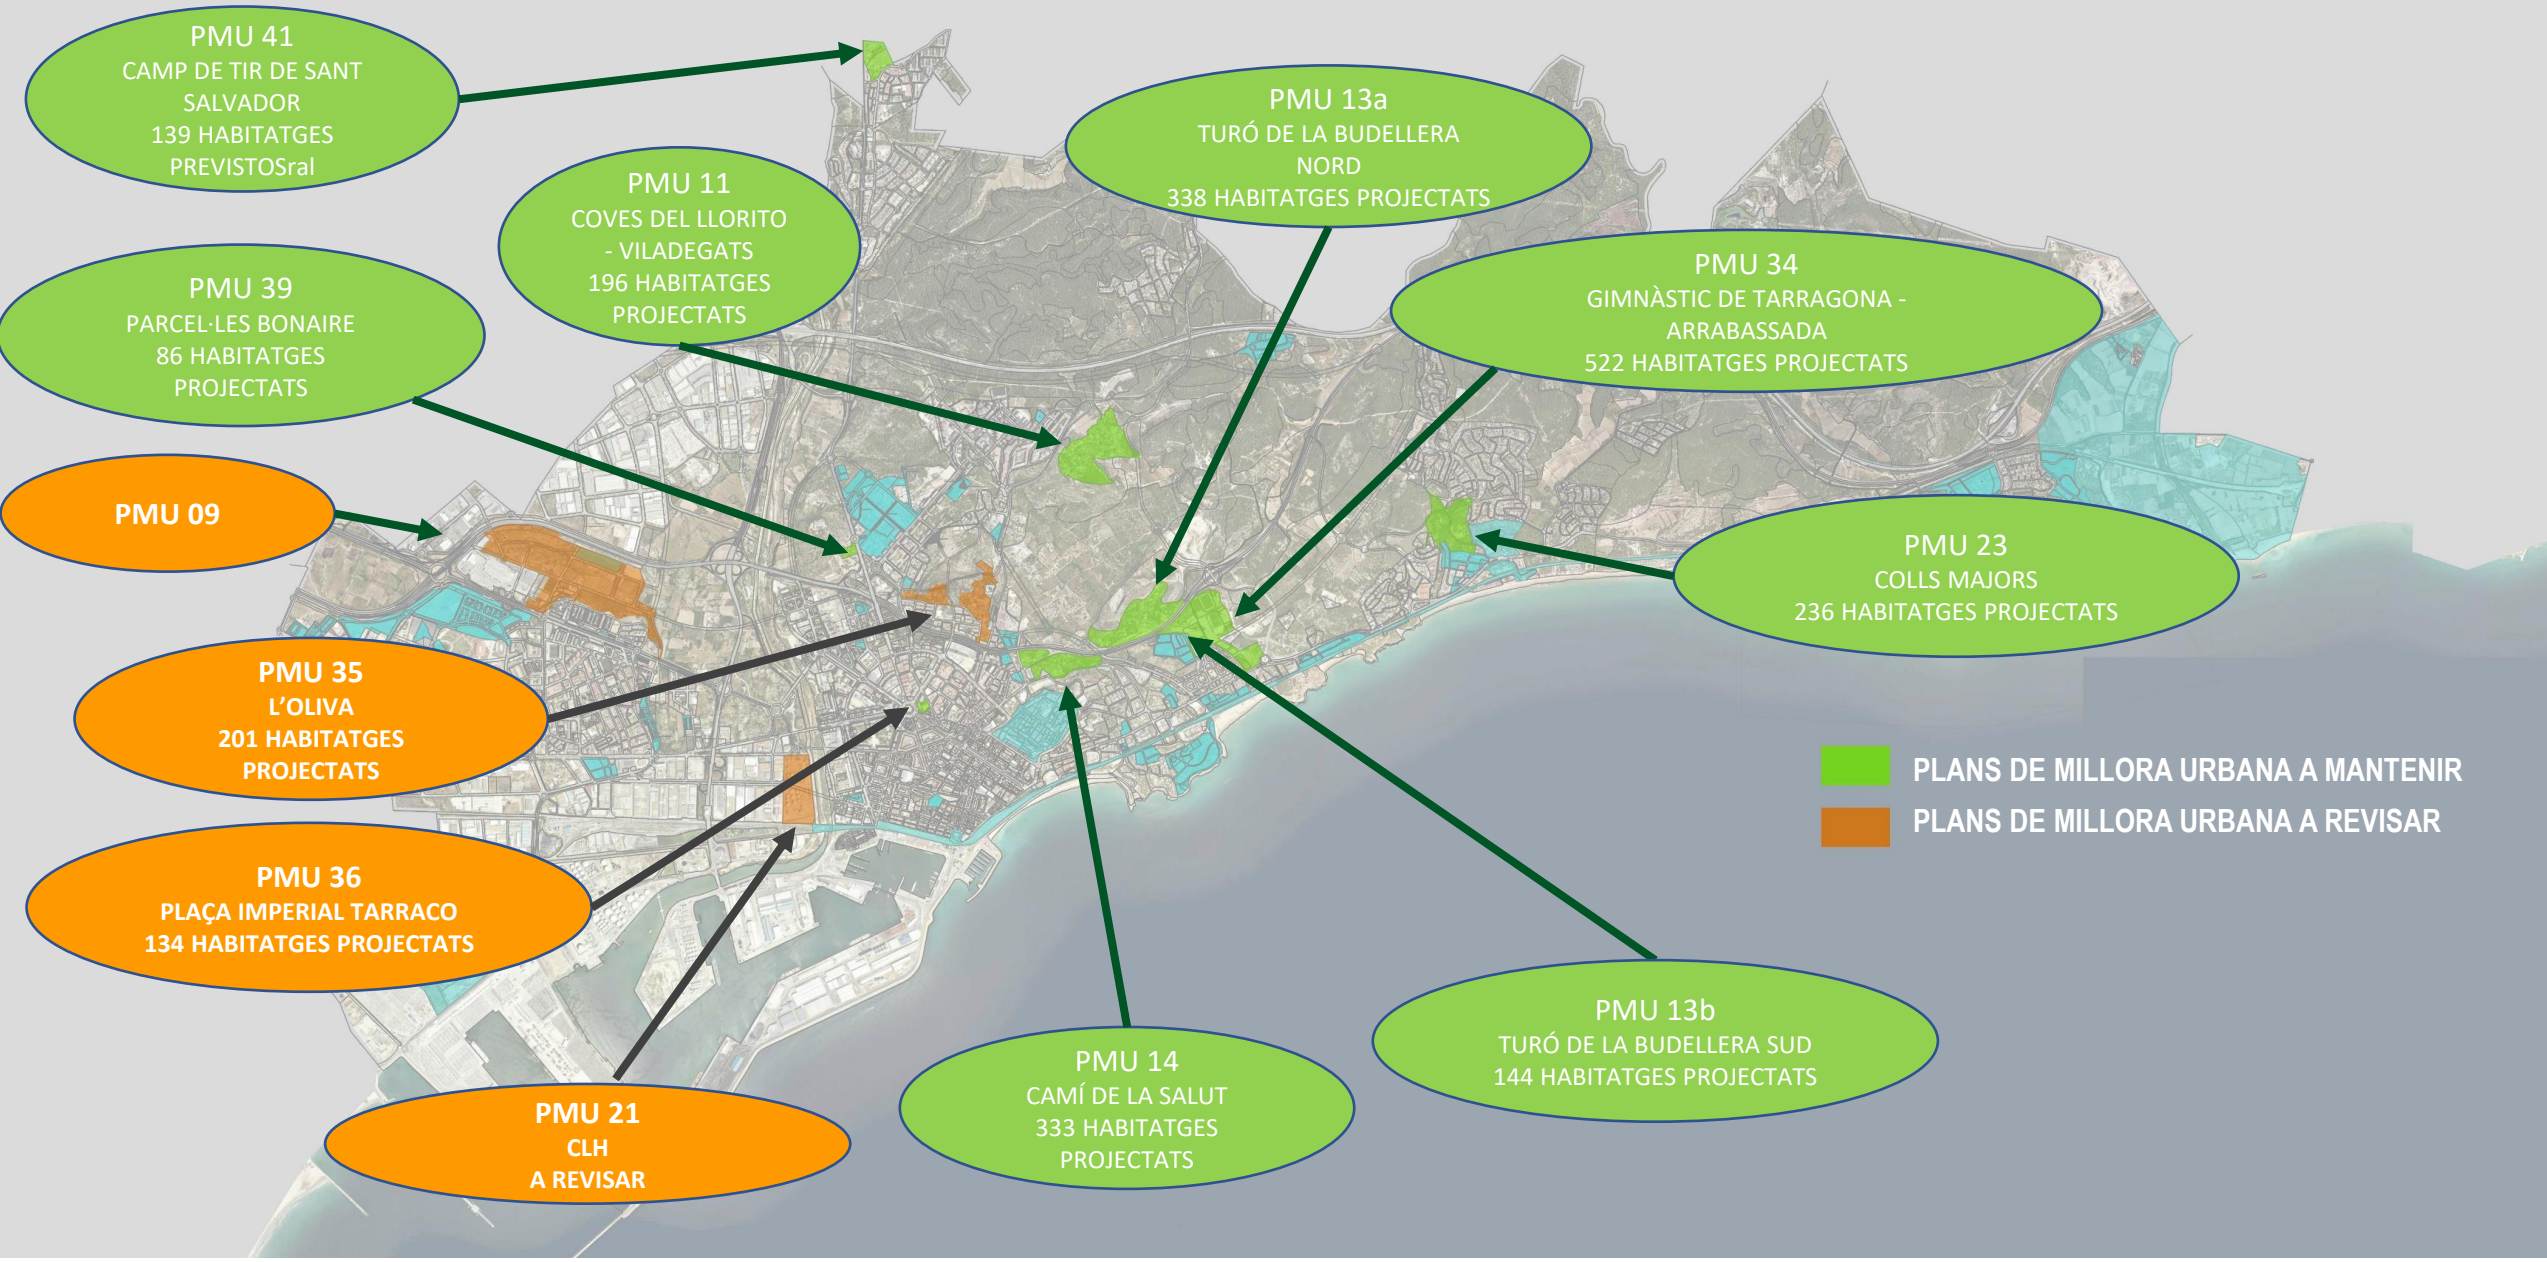 PMU 41
CAMP DE TIR DE SANT
SALVADOR
139 HABITATGES
PREVISTOSral
PMU 13a
TURÓ DE LA BUDELLERA
NORD
338 HABITATGES PROJECTATS
PMU 11
COVES DEL LLORITO
- VILADEGATS
196 HABITATGES
PROJECTATS
PMU 34
GIMNÀSTIC DE TARRAGONA -
ARRABASSADA
522 HABITATGES PROJECTATS
PMU 39
PARCEL·LES BONAIRE
86 HABITATGES
PROJECTATS
PMU 09
PMU 23
COLLS MAJORS
236 HABITATGES PROJECTATS
PMU 35
L'OLIVA
201 HABITATGES
PROJECTATS
PLANS DE MILLORA URBANA A MANTENIR
PLANS DE MILLORA URBANA A REVISAR
PMU 36
PLAÇA IMPERIAL TARRACO
134 HABITATGES PROJECTATS
PMU 13b
TURÓ DE LA BUDELLERA SUD
144 HABITATGES PROJECTATS
PMU 14
CAMÍ DE LA SALUT
333 HABITATGES
PROJECTATS
PMU 21
CLH
A REVISAR